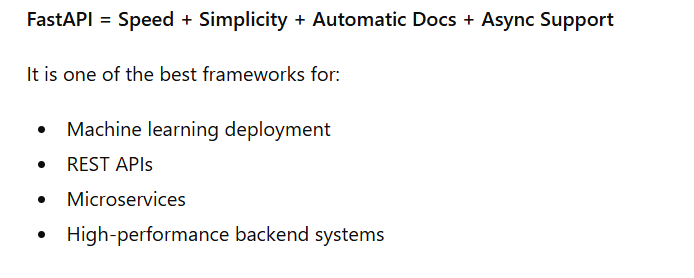 FastAPI = Speed + Simplicity + Automatic Docs + Async Support
It is one of the best frameworks for:
• Machine learning deployment
• REST APIs
• Microservices
• High-performance backend systems